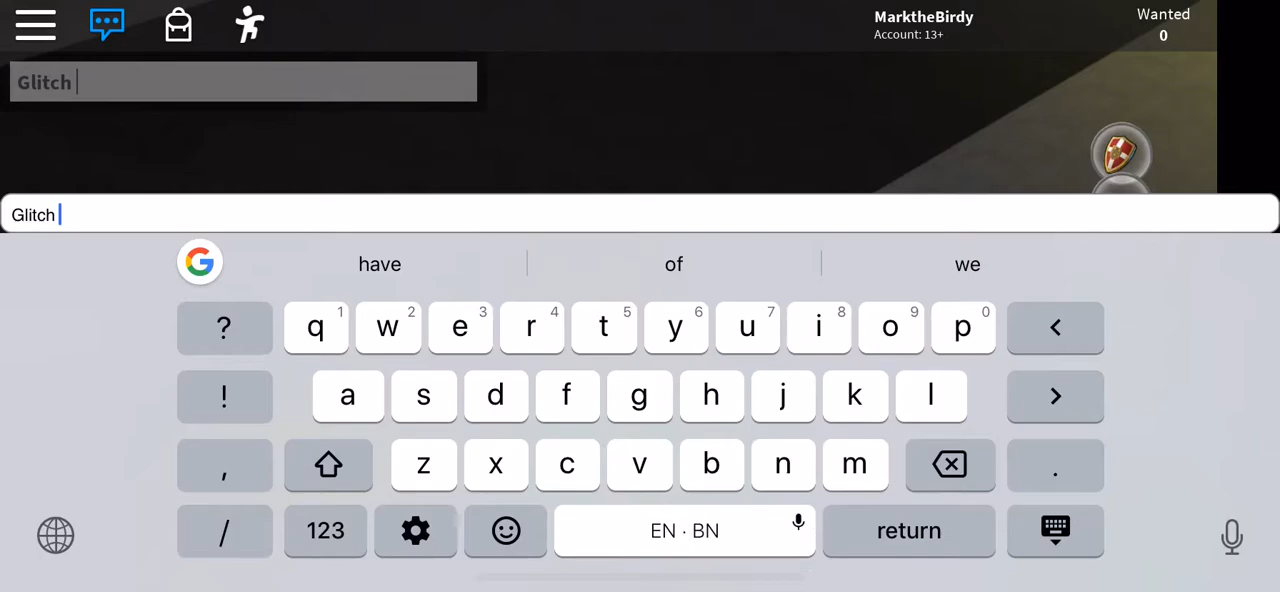 MarktheBirdy
Account: 13+
Wanted
0
Glitch
Glitch
G
have
of
we
?
q 1
w 2
e 3
r 4
t 5
y 6
u 7
i 8
o 9
p 0
<
!
a
s
d
f
g
h
j
k
l
>
,
z
x
c
v
b
n
m
.
/
123
EN · BN
return